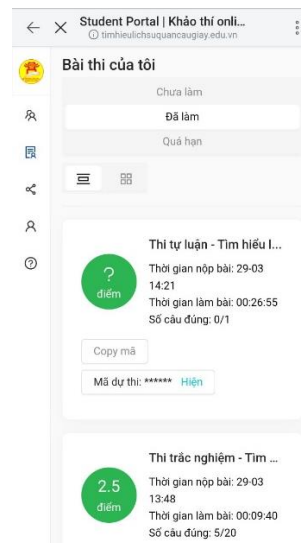 Student Portal | Khảo thí onli...
timhieulichsuquancaugiay.edu.vn
Bài thi của tôi
Chưa làm
Đã làm
Quá hạn
Thi tự luận - Tìm hiểu l...
?
điểm
Thời gian nộp bài: 29-03
14:21
Thời gian làm bài: 00:26:55
Số câu đúng: 0/1
Copy mã
Mã dự thi: ****** Hiện
Thi trắc nghiệm - Tìm ...
2.5
điểm
Thời gian nộp bài: 29-03
13:48
Thời gian làm bài: 00:09:40
Số câu đúng: 5/20